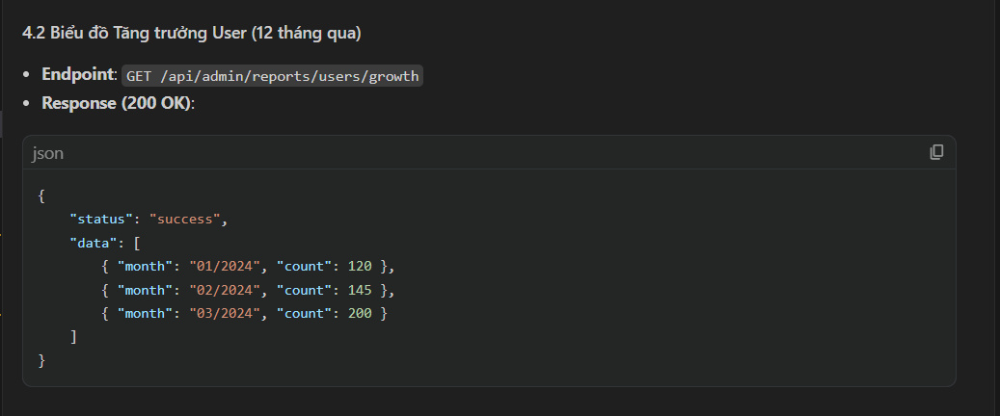 4.2 Biểu đồ Tăng trưởng User (12 tháng qua)
• Endpoint: GET /api/admin/reports/users/growth
• Response (200 OK):
json
{
    "status": "success",
    "data": [
        { "month": "01/2024", "count": 120 },
        { "month": "02/2024", "count": 145 },
        { "month": "03/2024", "count": 200 }
    ]
}